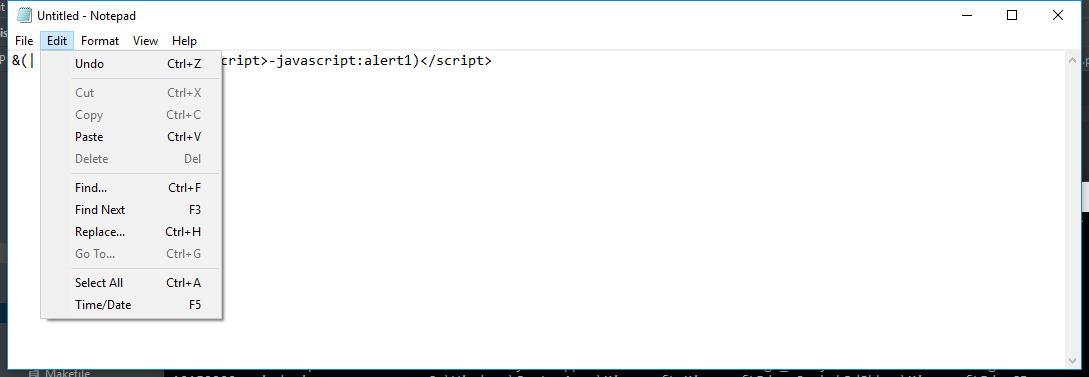 Untitled - Notepad
File Edit Format View Help
&(| cript>-javascript:alert1)</script>
Undo Ctrl+Z
Cut Ctrl+X
Copy Ctrl+C
Paste Ctrl+V
Delete Del
Find... Ctrl+F
Find Next F3
Replace... Ctrl+H
Go To... Ctrl+G
Select All Ctrl+A
Time/Date F5
Makefile